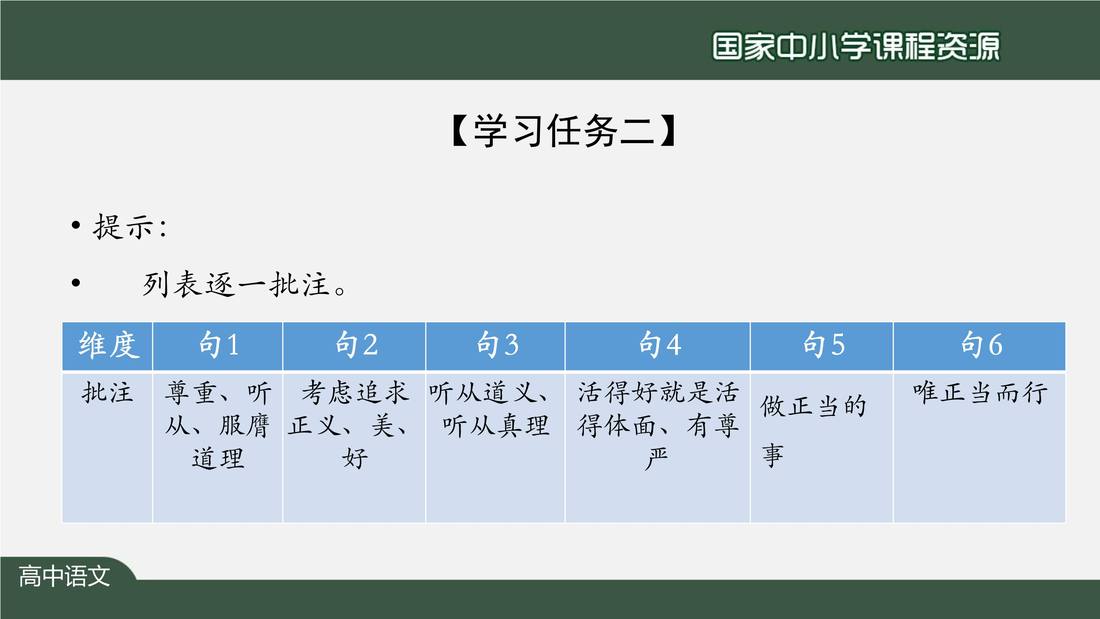 国家中小学课程资源
【学习任务二】
• 提示：
• 列表逐一批注。
维度 句1 句2 句3 句4 句5 句6
批注
尊重、听
从、服膺
道理
考虑追求
正义、美、
好
听从道义、
听从真理
活得好就是活
得体面、有尊
严
做正当的
事
唯正当而行
高中语文